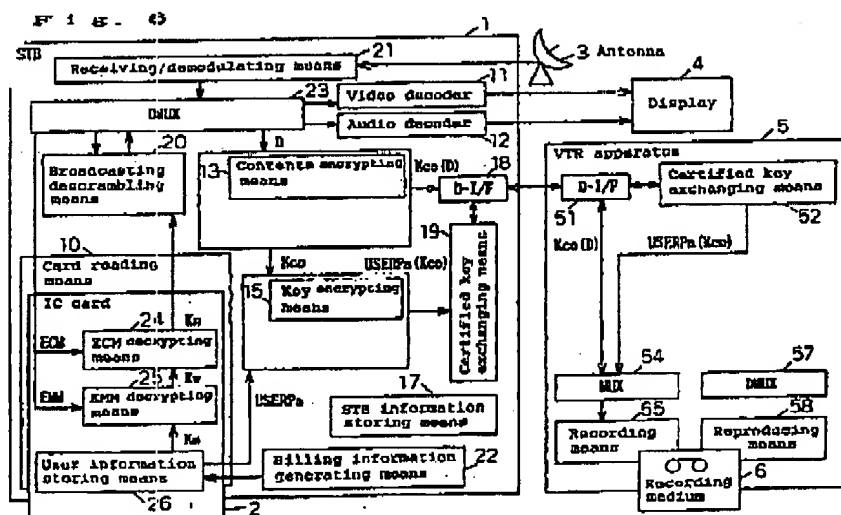 1
STB
21
Receiving/demodulating means
3 Antenna
4
Display
23
DMUX
11
Video decoder
Audio decoder
12
20
Broadcasting
descrambling
means
D
13
Contents encrypting
means
Kco(D)
18
D-I/F
5
VTR apparatus
D-I/F
51
Certified key
exchanging means
52
Kco(D)
USERPa(Kco)
19
Certified key
exchanging means
10
Card reading
means
Kco
USERPa(Kco)
15
Key encrypting
means
IC card
24
ECM
ECM decrypting
means
Kw
25
EMM
EMM decrypting
means
USERPa
17
STB information
storing means
54
MUX
57
DMUX
55
Recording
means
58
Reproducing
means
User information
storing means
26
Billing information
generating means
22
6
Recording
medium
2